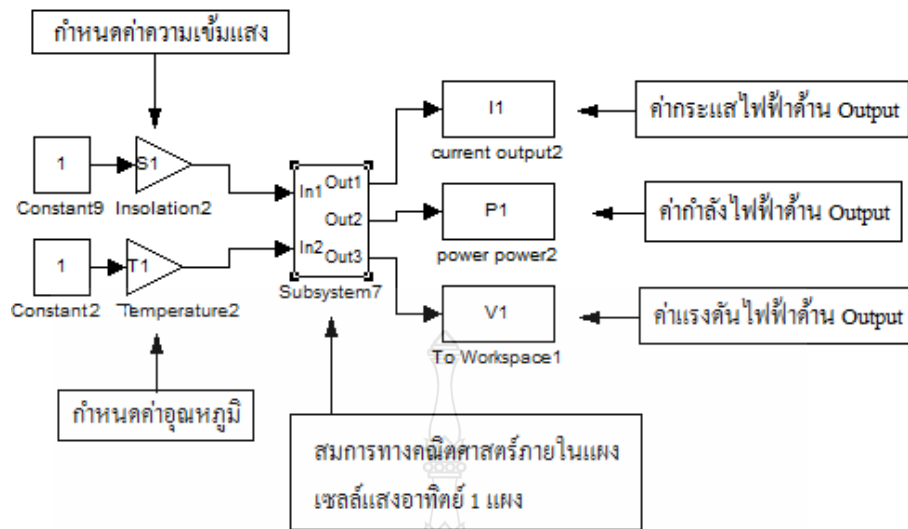 กำหนดค่าความเข้มแสง
I1
ค่ากระแสไฟฟ้าด้าน Output
current output2
1
S1
Constant9
Insolation2
In1
Out1
Out2
In2
Out3
Subsystem7
P1
ค่ากำลังไฟฟ้าด้าน Output
power power2
1
T1
Constant2
Temperature2
V1
ค่าแรงดันไฟฟ้าด้าน Output
To Workspace1
กำหนดค่าอุณหภูมิ
สมการทางคณิตศาสตร์ภายในแผง
เซลล์แสงอาทิตย์ 1 แผง